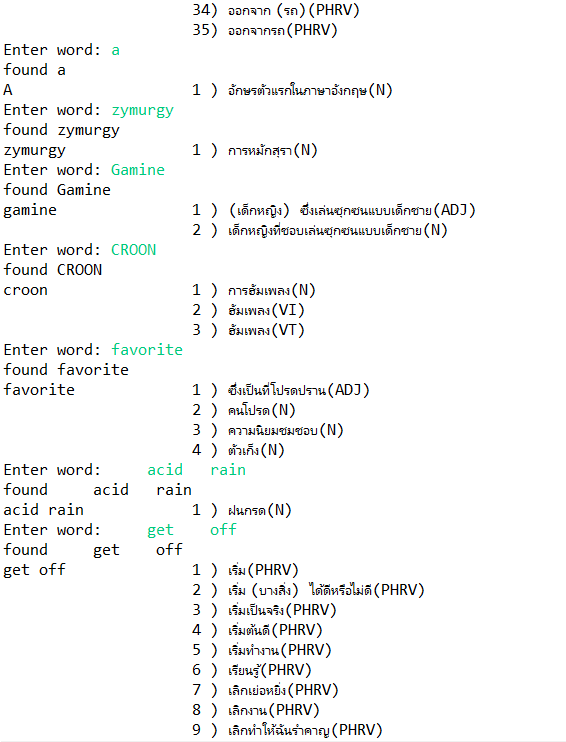 34) ออกจาก (รถ)(PHRV)
35) ออกจากรถ(PHRV)
Enter word: a
found a
A 1 ) อักษรตัวแรกในภาษาอังกฤษ(N)
Enter word: zymurgy
found zymurgy
zymurgy 1 ) การหมักสุรา(N)
Enter word: Gamine
found Gamine
gamine 1 ) (เด็กหญิง) ซึ่งเล่นซุกซนแบบเด็กชาย(ADJ)
2 ) เด็กหญิงที่ชอบเล่นซุกซนแบบเด็กชาย(N)
Enter word: CROON
found CROON
croon 1 ) การฮัมเพลง(N)
2 ) ฮัมเพลง(VI)
3 ) ฮัมเพลง(VT)
Enter word: favorite
found favorite
favorite 1 ) ซึ่งเป็นที่โปรดปราน(ADJ)
2 ) คนโปรด(N)
3 ) ความนิยมชมชอบ(N)
4 ) ตัวเก็ง(N)
Enter word:     acid   rain
found     acid   rain
acid rain 1 ) ฝนกรด(N)
Enter word:     get    off
found     get    off
get off 1 ) เริ่ม(PHRV)
2 ) เริ่ม (บางสิ่ง) ได้ดีหรือไม่ดี(PHRV)
3 ) เริ่มเป็นจริง(PHRV)
4 ) เริ่มต้นดี(PHRV)
5 ) เริ่มทำงาน(PHRV)
6 ) เรียนรู้(PHRV)
7 ) เลิกเย่อหยิ่ง(PHRV)
8 ) เลิกงาน(PHRV)
9 ) เลิกทำให้ฉันรำคาญ(PHRV)